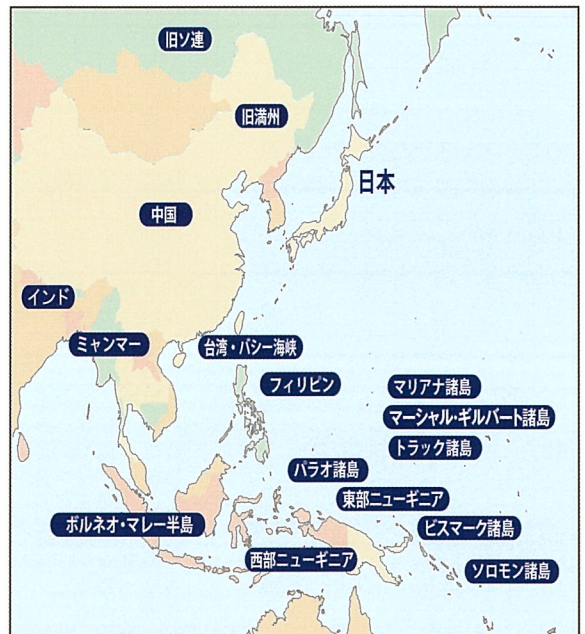 旧ソ連
旧満州
日本
中国
インド
ミャンマー
台湾・バシー海峡
フィリピン
マリアナ諸島
マーシャル・ギルバート諸島
トラック諸島
パラオ諸島
東部ニューギニア
ボルネオ・マレー半島
ビスマーク諸島
西部ニューギニア
ソロモン諸島